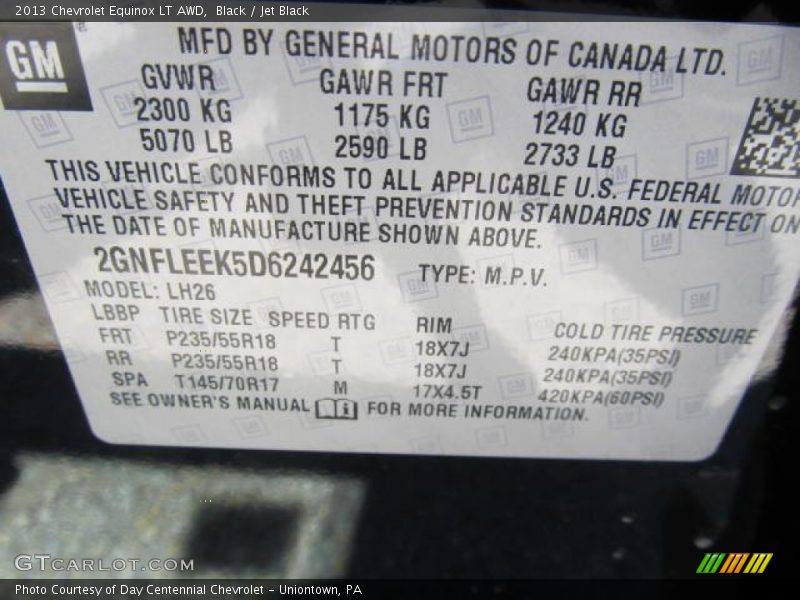 2013 Chevrolet Equinox LT AWD, Black / Jet Black
GM
MFD BY GENERAL MOTORS OF CANADA LTD.
GVWR GAWR FRT GAWR RR
2300 KG 1175 KG 1240 KG
5070 LB 2590 LB 2733 LB
THIS VEHICLE CONFORMS TO ALL APPLICABLE U.S. FEDERAL MOTOR
VEHICLE SAFETY AND THEFT PREVENTION STANDARDS IN EFFECT ON
THE DATE OF MANUFACTURE SHOWN ABOVE.
2GNFLEEK5D6242456 TYPE: M.P.V.
MODEL: LH26
LBBP TIRE SIZE SPEED RTG RIM COLD TIRE PRESSURE
FRT P235/55R18 T 18X7J 240KPA(35PSI)
RR P235/55R18 T 18X7J 240KPA(35PSI)
SPA T145/70R17 M 17X4.5T 420KPA(60PSI)
SEE OWNER'S MANUAL FOR MORE INFORMATION.
GTCARLOT.COM
Photo Courtesy of Day Centennial Chevrolet - Uniontown, PA